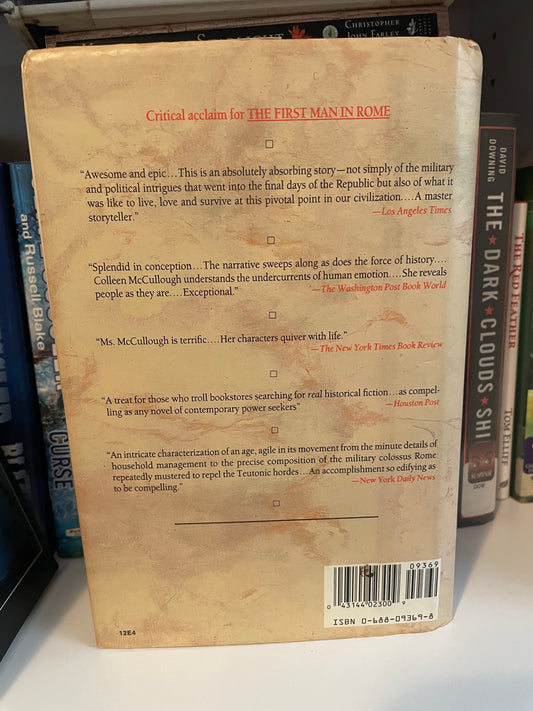 CHRISTOPHER
JOHN FARLEY
Critical acclaim for THE FIRST MAN IN ROME
“Awesome and epic...This is an absolutely absorbing story—not simply of the military
and political intrigues that went into the final days of the Republic but also of what it
was like to live, love and survive at this pivotal point in our civilization....A master
storyteller.”
—Los Angeles Times
“Splendid in conception...The narrative sweeps along as does the force of history....
Colleen McCullough understands the undercurrents of human emotion....She reveals
people as they are....Exceptional.”
—The Washington Post Book World
“Ms. McCullough is terrific....Her characters quiver with life.”
—The New York Times Book Review
“A treat for those who troll bookstores searching for real historical fiction...as compel-
ling as any novel of contemporary power seekers”
—Houston Post
“An intricate characterization of an age, agile in its movement from the minute details of
household management to the precise composition of the military colossus Rome
repeatedly mustered to repel the Teutonic hordes...An accomplishment so edifying as
to be compelling.”
—New York Daily News
09369
0 43144 02300 9
ISBN 0-688-09369-8
12E4
and Russell Blake
CURSE
DAVID
DOWNING
THE ★ DARK ★ CLOUDS ★ SHI
THE RED FEATHER
TOM ELLIFF